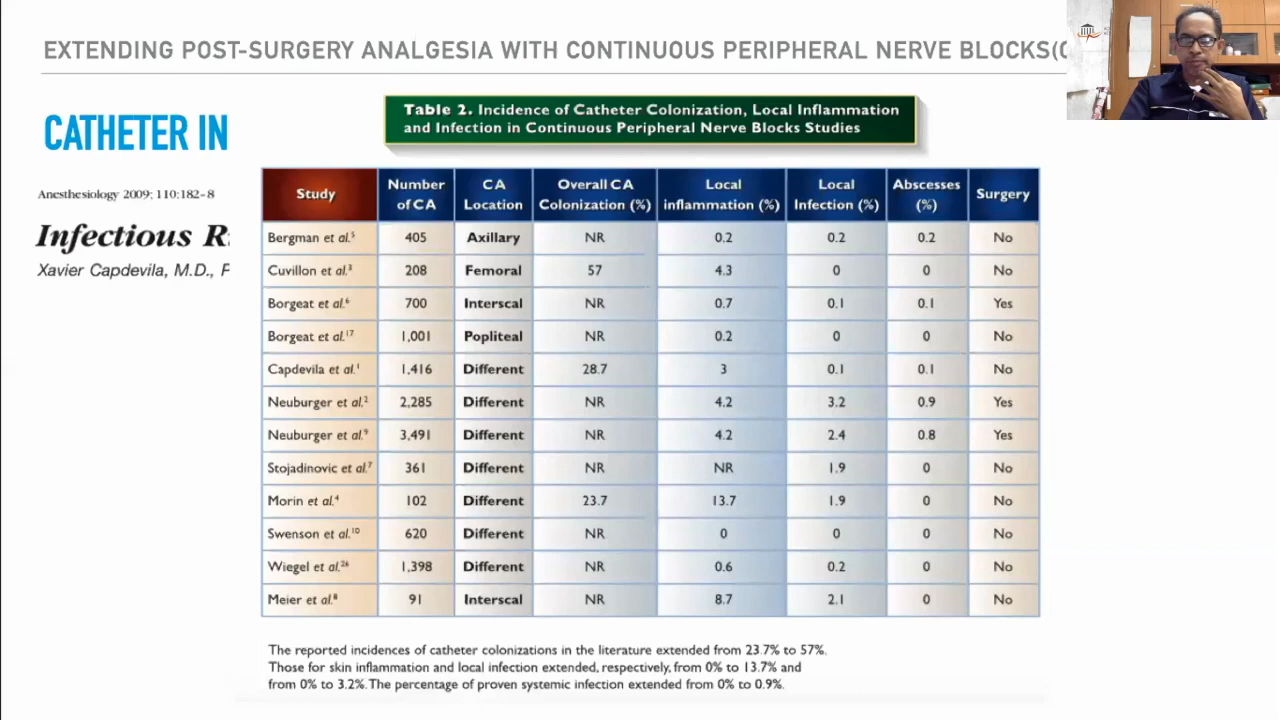 EXTENDING POST-SURGERY ANALGESIA WITH CONTINUOUS PERIPHERAL NERVE BLOCKS(
CATHETER IN
Anesthesiology 2009; 110:182–8
Infectious R
Xavier Capdevila, M.D., P
Table 2. Incidence of Catheter Colonization, Local Inflammation
and Infection in Continuous Peripheral Nerve Blocks Studies
Study Number of CA CA Location Overall CA Colonization (%) Local inflammation (%) Local Infection (%) Abscesses (%) Surgery
Bergman et al.⁵ 405 Axillary NR 0.2 0.2 0.2 No
Cuvillon et al.³ 208 Femoral 57 4.3 0 0 No
Borgeat et al.⁶ 700 Interscal NR 0.7 0.1 0.1 Yes
Borgeat et al.¹⁷ 1,001 Popliteal NR 0.2 0 0 No
Capdevila et al.¹ 1,416 Different 28.7 3 0.1 0.1 No
Neuburger et al.² 2,285 Different NR 4.2 3.2 0.9 Yes
Neuburger et al.⁹ 3,491 Different NR 4.2 2.4 0.8 Yes
Stojadinovic et al.⁷ 361 Different NR NR 1.9 0 No
Morin et al.⁴ 102 Different 23.7 13.7 1.9 0 No
Swenson et al.¹⁰ 620 Different NR 0 0 0 No
Wiegel et al.²⁶ 1,398 Different NR 0.6 0.2 0 No
Meier et al.⁸ 91 Interscal NR 8.7 2.1 0 No
The reported incidences of catheter colonizations in the literature extended from 23.7% to 57%.
Those for skin inflammation and local infection extended, respectively, from 0% to 13.7% and
from 0% to 3.2%. The percentage of proven systemic infection extended from 0% to 0.9%.